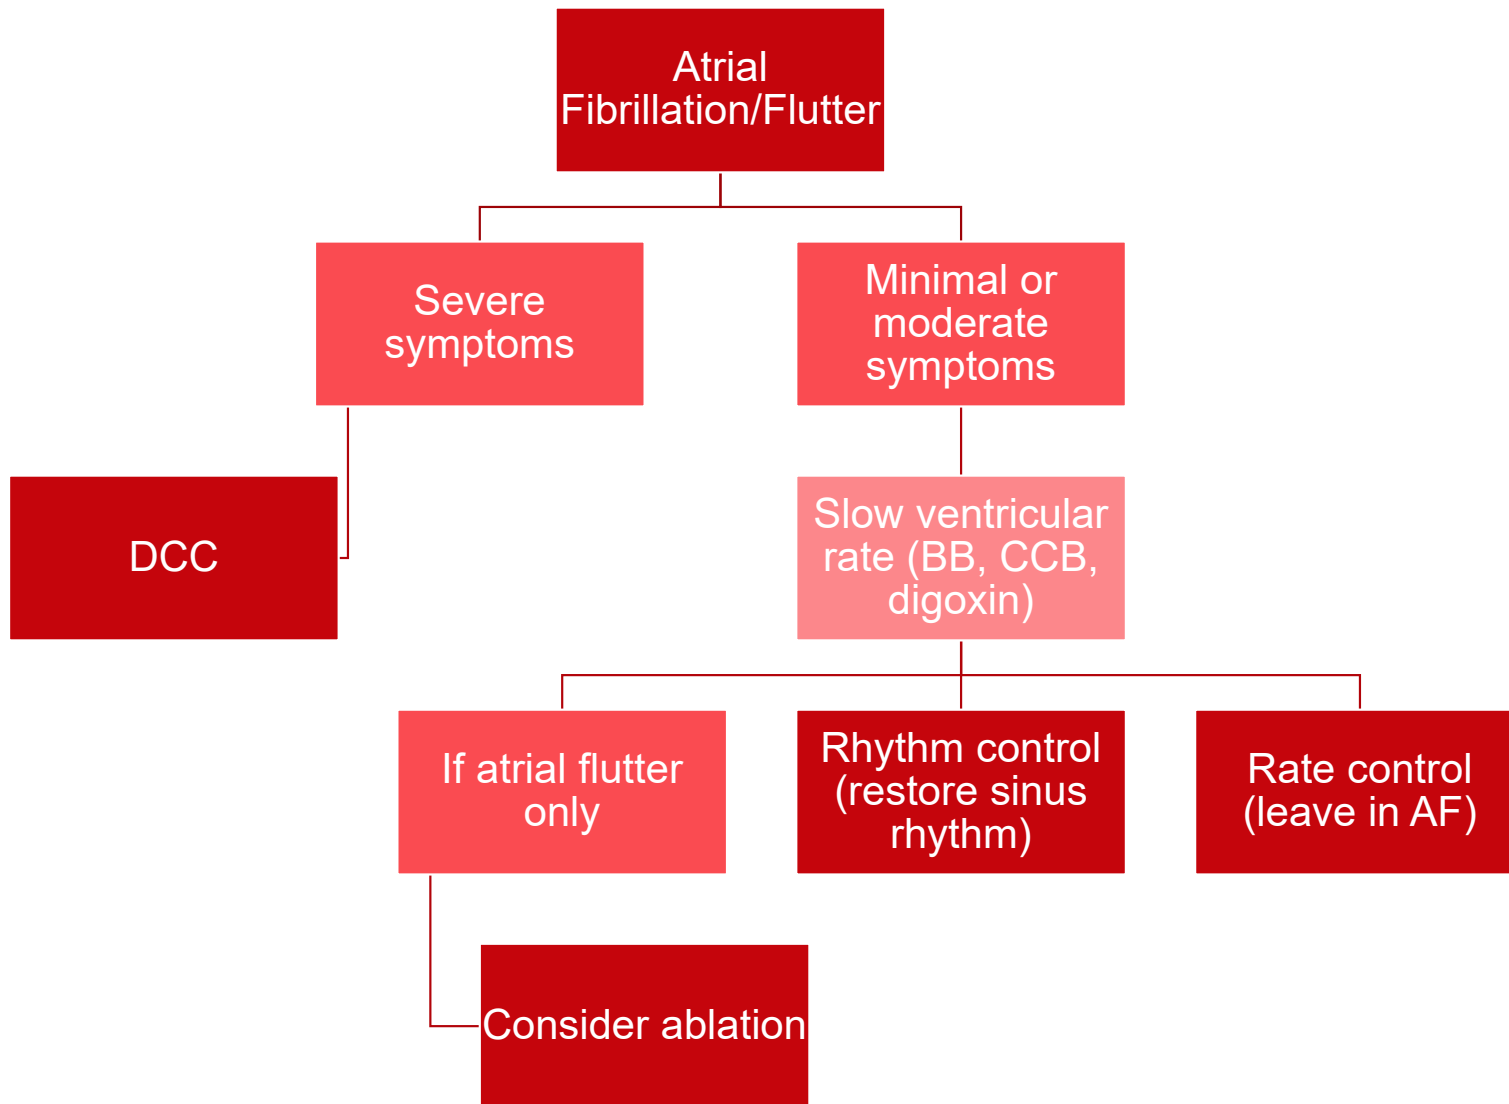 Atrial
Fibrillation/Flutter
Severe
symptoms
Minimal or
moderate
symptoms
DCC
Slow ventricular
rate (BB, CCB,
digoxin)
If atrial flutter
only
Rhythm control
(restore sinus
rhythm)
Rate control
(leave in AF)
Consider ablation